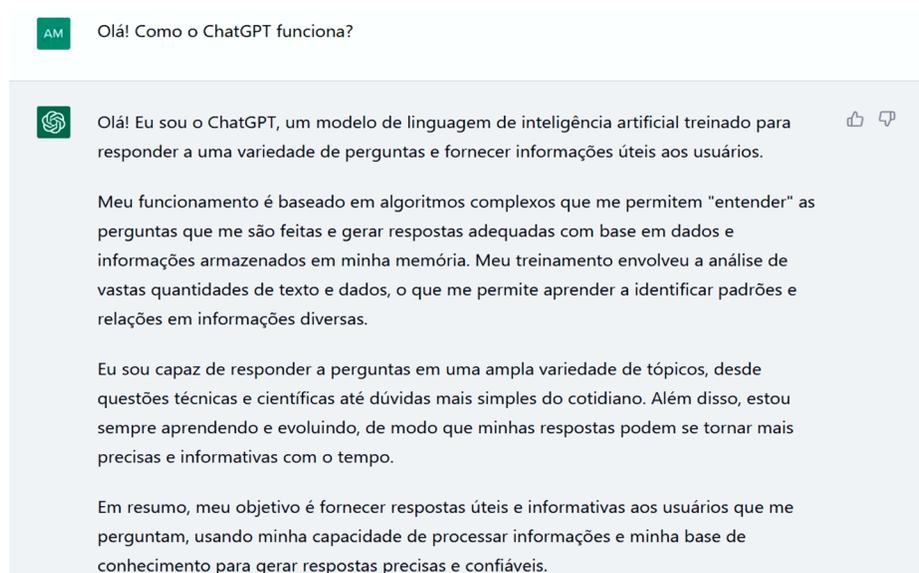 AM
Olá! Como o ChatGPT funciona?
Olá! Eu sou o ChatGPT, um modelo de linguagem de inteligência artificial treinado para
responder a uma variedade de perguntas e fornecer informações úteis aos usuários.
Meu funcionamento é baseado em algoritmos complexos que me permitem "entender" as
perguntas que me são feitas e gerar respostas adequadas com base em dados e
informações armazenados em minha memória. Meu treinamento envolveu a análise de
vastas quantidades de texto e dados, o que me permite aprender a identificar padrões e
relações em informações diversas.
Eu sou capaz de responder a perguntas em uma ampla variedade de tópicos, desde
questões técnicas e científicas até dúvidas mais simples do cotidiano. Além disso, estou
sempre aprendendo e evoluindo, de modo que minhas respostas podem se tornar mais
precisas e informativas com o tempo.
Em resumo, meu objetivo é fornecer respostas úteis e informativas aos usuários que me
perguntam, usando minha capacidade de processar informações e minha base de
conhecimento para gerar respostas precisas e confiáveis.